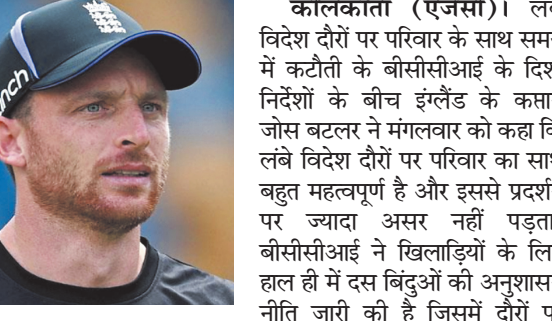 nch
कोलकाता (एजेंसी)।
विदेश दौरों पर परिवार के साथ
में कटौती के बीसीसीआई के
निर्देशों के बीच इंग्लैंड के
जोस बटलर ने मंगलवार को कहा
लंबे विदेश दौरों पर परिवार का
बहुत महत्वपूर्ण है और इससे
पर ज्यादा असर नहीं
बीसीसीआई ने खिलाड़ियों के
हाल ही में दस बिंदुओं की
नीति जारी की है जिसमें दौरों